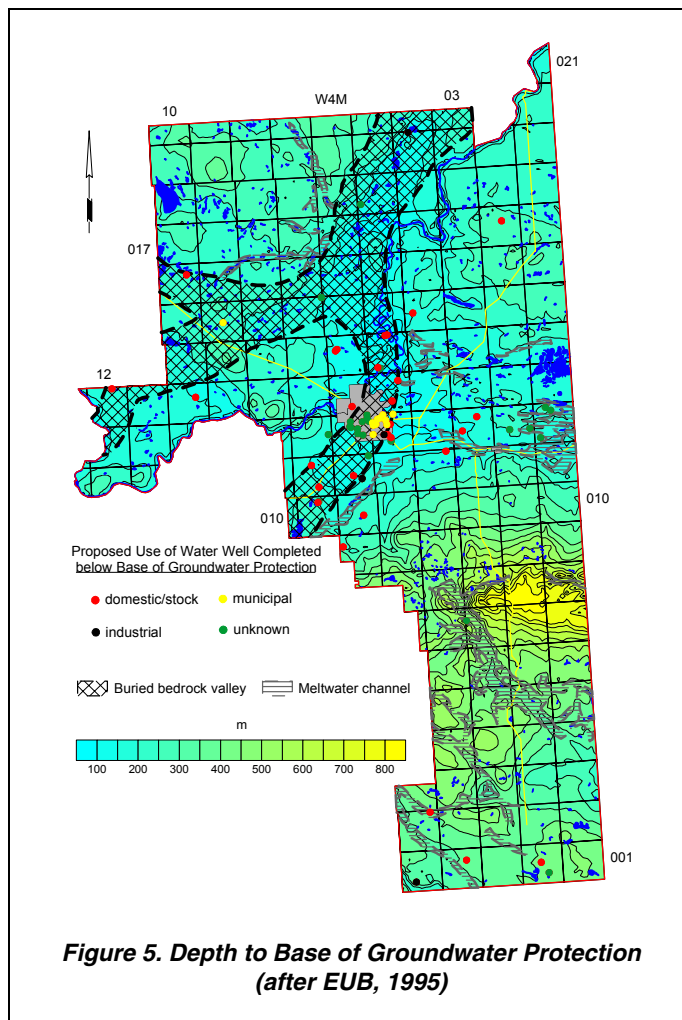 021
W4M
10
03
017
12
010
010
Proposed Use of Water Well Completed
below Base of Groundwater Protection
domestic/stock
municipal
industrial
unknown
Buried bedrock valley
Meltwater channel
m
100 200 300 400 500 600 700 800
001
Figure 5. Depth to Base of Groundwater Protection
(after EUB, 1995)